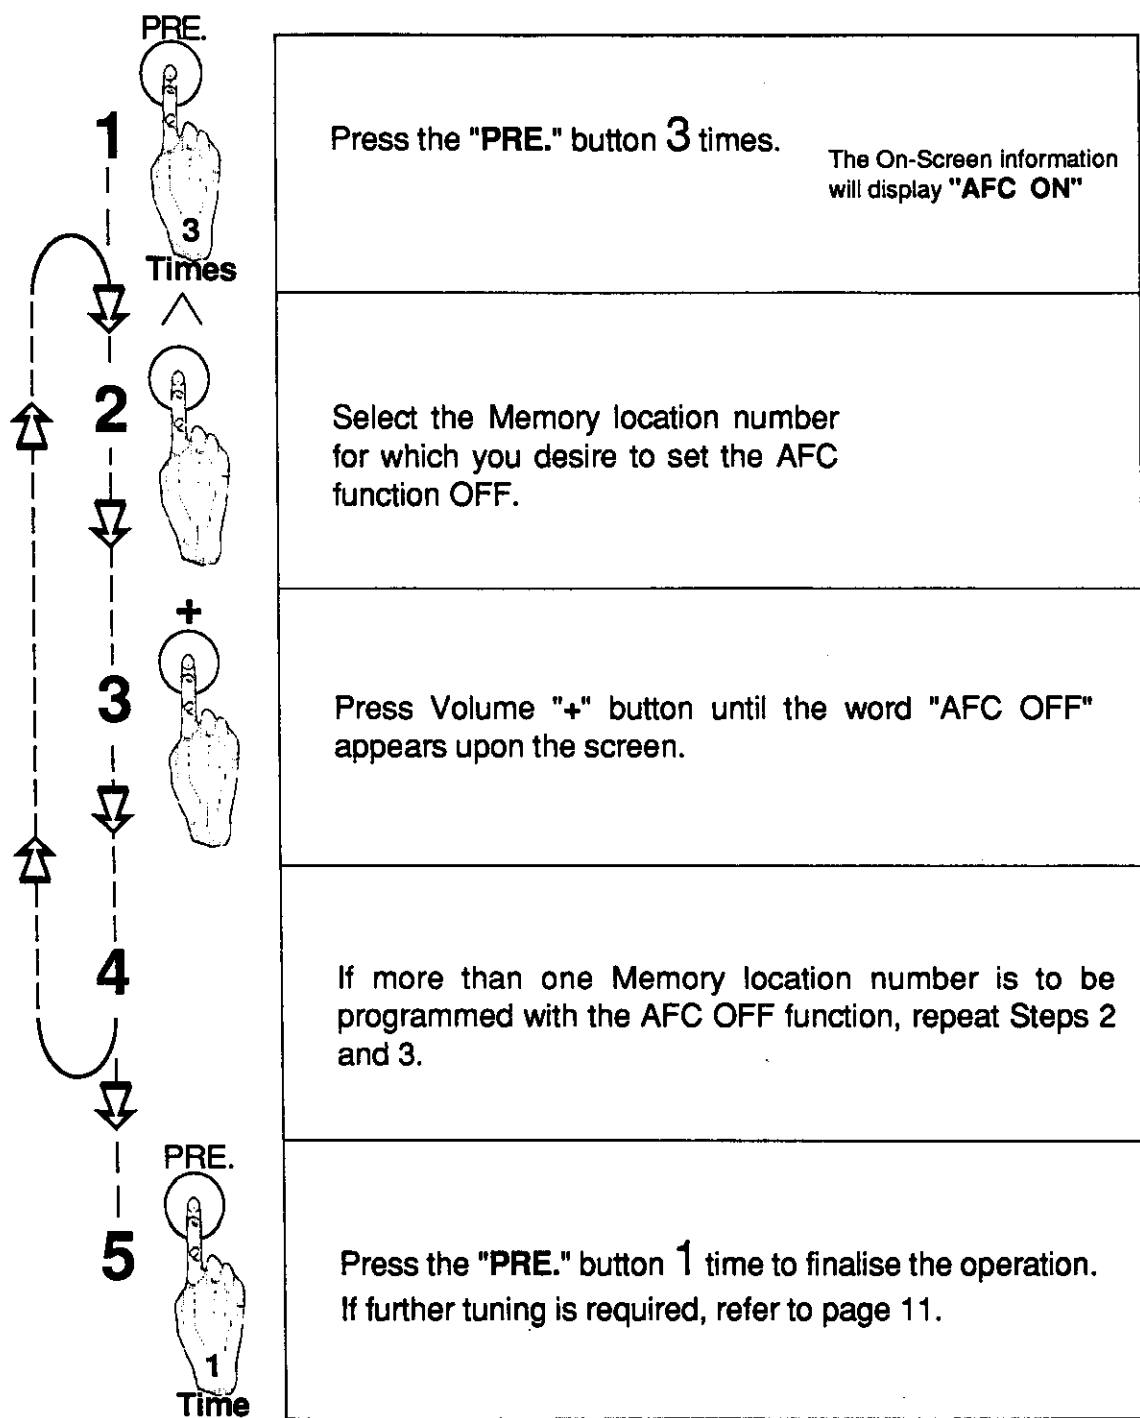 PRE.
1
3
Times
Press the "PRE." button 3 times.
The On-Screen information
will display "AFC ON"
2
Select the Memory location number
for which you desire to set the AFC
function OFF.
+
3
Press Volume "+" button until the word "AFC OFF"
appears upon the screen.
4
If more than one Memory location number is to be
programmed with the AFC OFF function, repeat Steps 2
and 3.
PRE.
5
1
Time
Press the "PRE." button 1 time to finalise the operation.
If further tuning is required, refer to page 11.